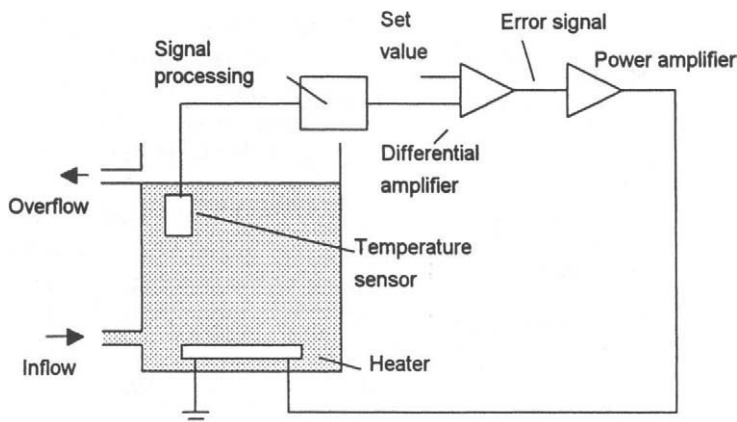 Signal
processing
Set
value
Error signal
Power amplifier
Differential
amplifier
Overflow
Temperature
sensor
Inflow
Heater